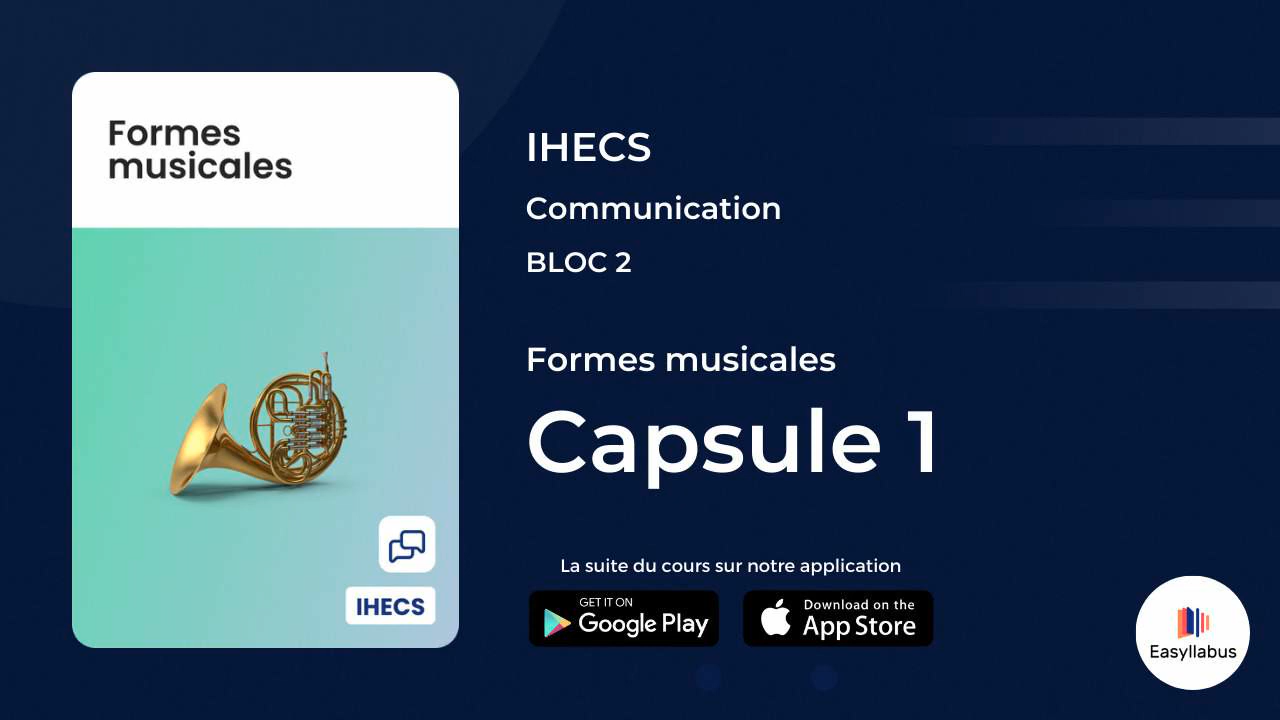 Formes
musicales
IHECS
IHECS
Communication
BLOC 2
Formes musicales
Capsule 1
La suite du cours sur notre application
GET IT ON
Google Play
Download on the
App Store
Easyllabus